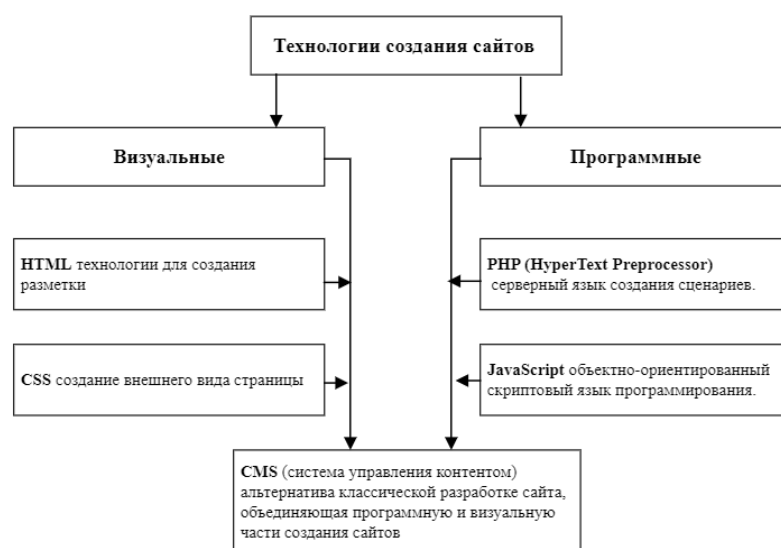 Технологии создания сайтов
Визуальные
Программные
HTML технологии для создания
разметки
PHP (HyperText Preprocessor)
серверный язык создания сценариев.
CSS создание внешнего вида страницы
JavaScript объектно-ориентированный
скриптовый язык программирования.
CMS (система управления контентом)
альтернатива классической разработке сайта,
объединяющая программную и визуальную
части создания сайтов